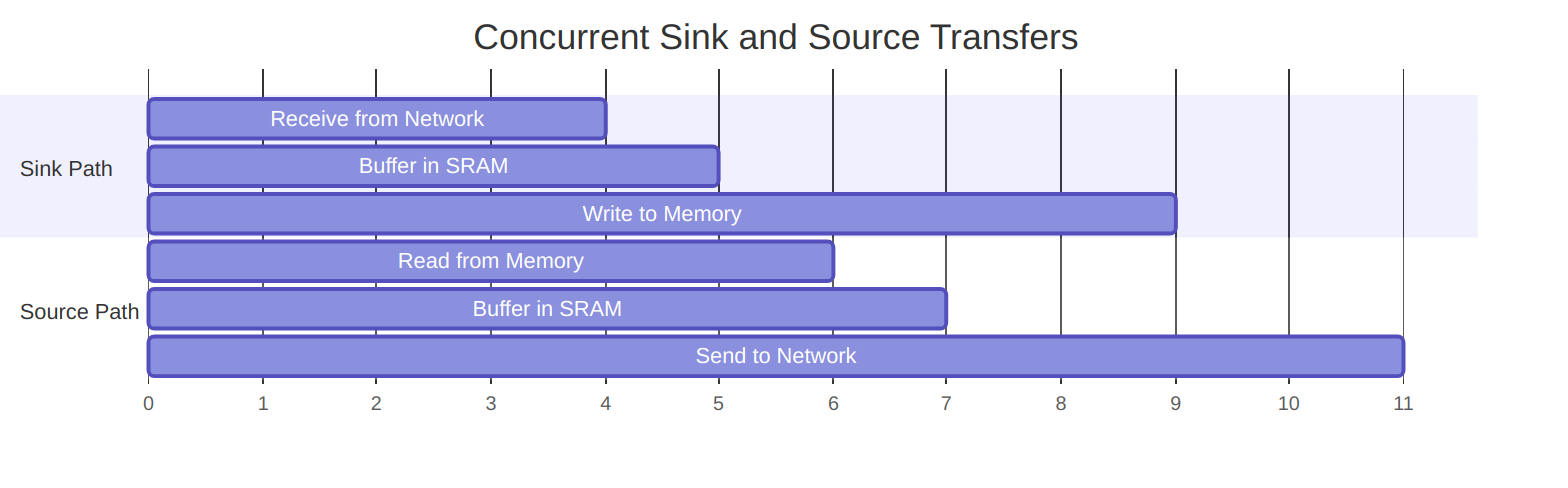 Concurrent Sink and Source Transfers
Receive from Network
Buffer in SRAM
Sink Path
Write to Memory
Read from Memory
Buffer in SRAM
Source Path
Send to Network
0 1 2 3 4 5 6 7 8 9 10 11